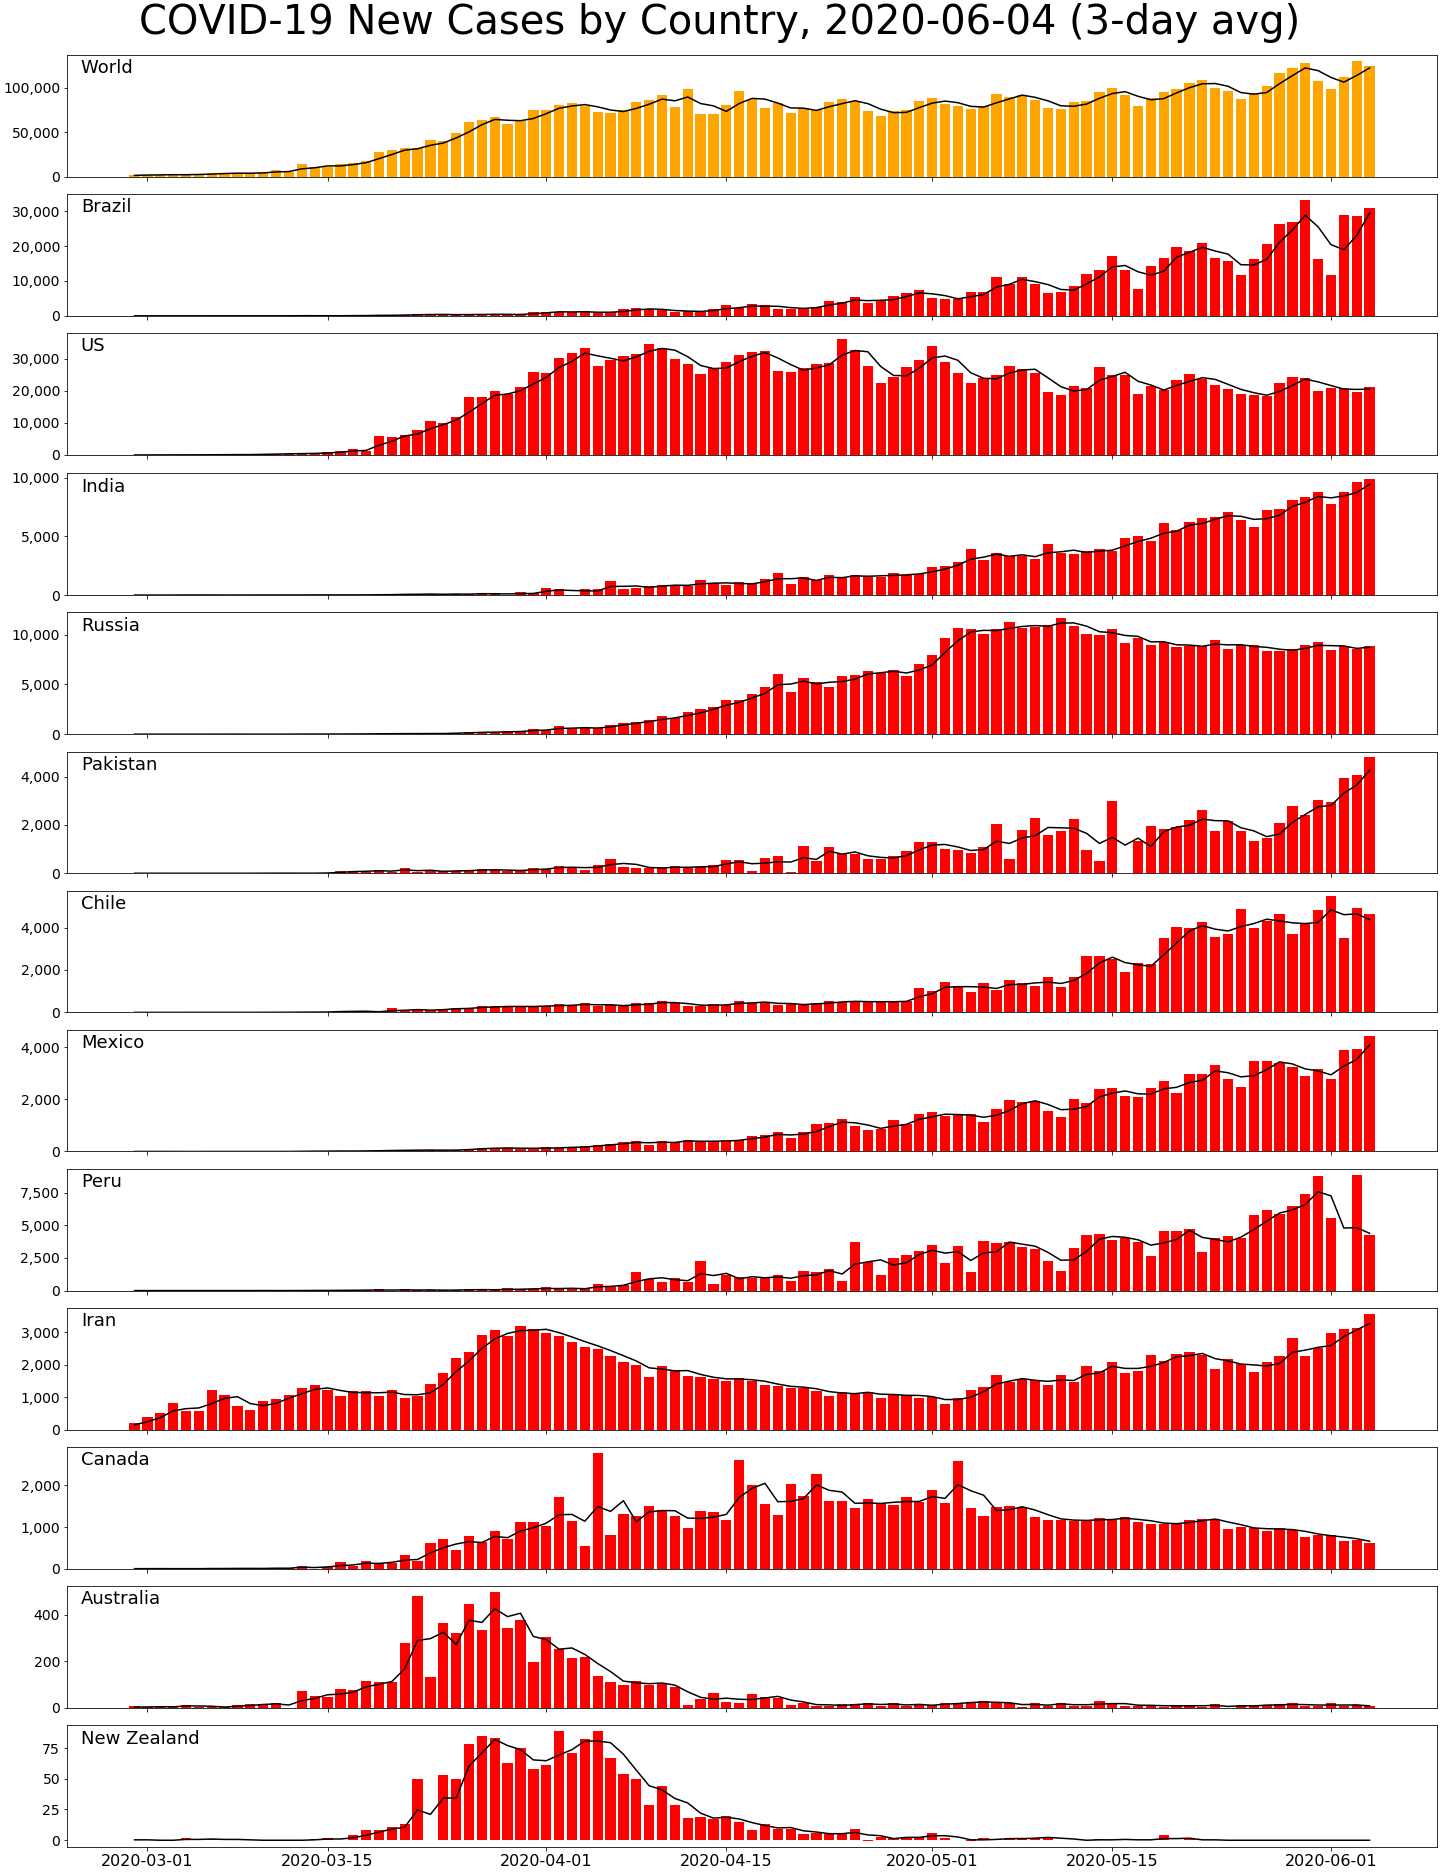 COVID-19 New Cases by Country, 2020-06-04 (3-day avg)
World
100,000
50,000
0
Brazil
30,000
20,000
10,000
0
US
30,000
20,000
10,000
0
India
10,000
5,000
0
Russia
10,000
5,000
0
Pakistan
4,000
2,000
0
Chile
4,000
2,000
0
Mexico
4,000
2,000
0
Peru
7,500
5,000
2,500
0
Iran
3,000
2,000
1,000
0
Canada
2,000
1,000
0
Australia
400
200
0
New Zealand
75
50
25
0
2020-03-01 2020-03-15 2020-04-01 2020-04-15 2020-05-01 2020-05-15 2020-06-01